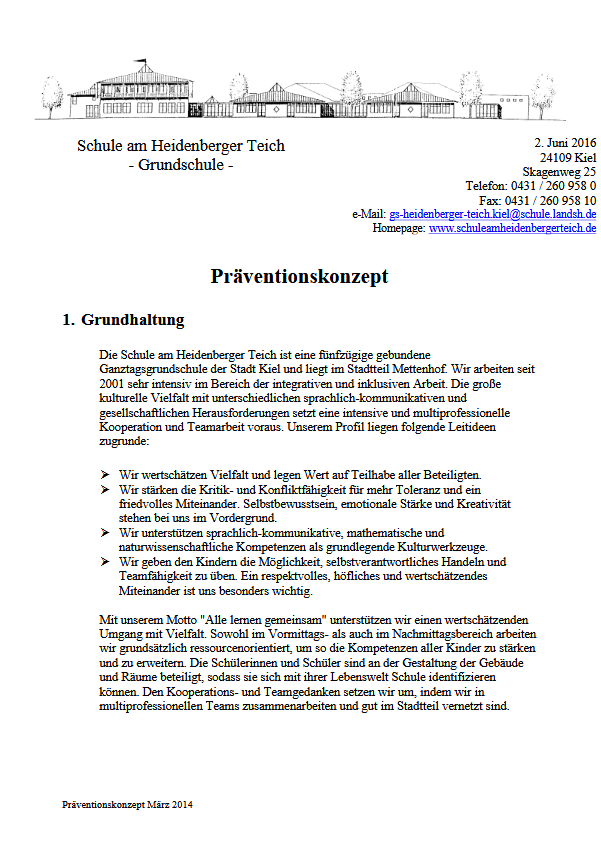 Schule am Heidenberger Teich
- Grundschule -
2. Juni 2016
24109 Kiel
Skagenweg 25
Telefon: 0431 / 260 958 0
Fax: 0431 / 260 958 10
e-Mail: gs-heidenberger-teich.kiel@schule.landsh.de
Homepage: www.schuleamheidenbergerteich.de
Präventionskonzept
1. Grundhaltung
Die Schule am Heidenberger Teich ist eine fünfzügige gebundene
Ganztagsgrundschule der Stadt Kiel und liegt im Stadtteil Mettenhof. Wir arbeiten seit
2001 sehr intensiv im Bereich der integrativen und inklusiven Arbeit. Die große
kulturelle Vielfalt mit unterschiedlichen sprachlich-kommunikativen und
gesellschaftlichen Herausforderungen setzt eine intensive und multiprofessionelle
Kooperation und Teamarbeit voraus. Unserem Profil liegen folgende Leitideen
zugrunde:
➢ Wir wertschätzen Vielfalt und legen Wert auf Teilhabe aller Beteiligten.
➢ Wir stärken die Kritik- und Konfliktfähigkeit für mehr Toleranz und ein
friedvolles Miteinander. Selbstbewusstsein, emotionale Stärke und Kreativität
stehen bei uns im Vordergrund.
➢ Wir unterstützen sprachlich-kommunikative, mathematische und
naturwissenschaftliche Kompetenzen als grundlegende Kulturwerkzeuge.
➢ Wir geben den Kindern die Möglichkeit, selbstverantwortliches Handeln und
Teamfähigkeit zu üben. Ein respektvolles, höfliches und wertschätzendes
Miteinander ist uns besonders wichtig.
Mit unserem Motto "Alle lernen gemeinsam" unterstützen wir einen wertschätzenden
Umgang mit Vielfalt. Sowohl im Vormittags- als auch im Nachmittagsbereich arbeiten
wir grundsätzlich ressourcenorientiert, um so die Kompetenzen aller Kinder zu stärken
und zu erweitern. Die Schülerinnen und Schüler sind an der Gestaltung der Gebäude
und Räume beteiligt, sodass sie sich mit ihrer Lebenswelt Schule identifizieren
können. Den Kooperations- und Teamgedanken setzen wir um, indem wir in
multiprofessionellen Teams zusammenarbeiten und gut im Stadtteil vernetzt sind.
Präventionskonzept März 2014